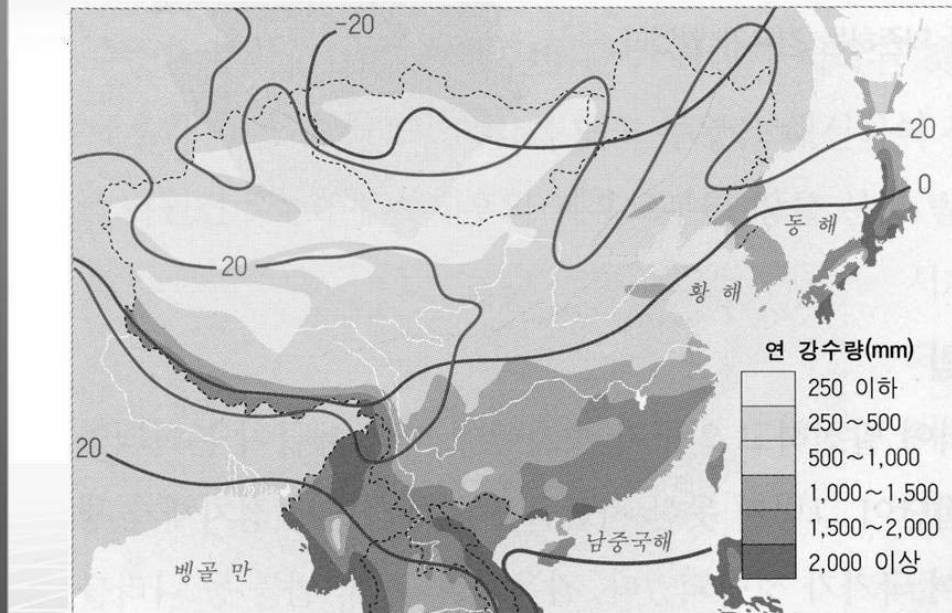 -20
20
0
동 해
20
황 해
연 강수량(mm)
250 이하
250~500
500~1,000
1,000~1,500
1,500~2,000
2,000 이상
20
남중국해
벵골 만